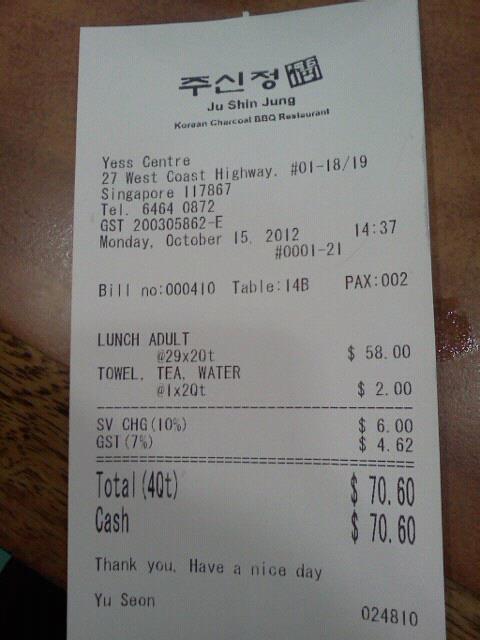 주신정
Ju Shin Jung
Korean Charcoal BBQ Restaurant
Yess Centre
27 West Coast Highway. #01-18/19
Singapore 117867
Tel. 6464 0872
GST 200305862-E
Monday, October 15, 2012 14:37
#0001-21
Bill no:000410 Table:14B PAX:002
LUNCH ADULT
@29x2Qt $ 58.00
TOWEL, TEA, WATER
@1x2Qt $ 2.00
SV CHG(10%) $ 6.00
GST(7%) $ 4.62
Total(4Qt) $ 70.60
Cash $ 70.60
Thank you, Have a nice day
Yu Seon 024810